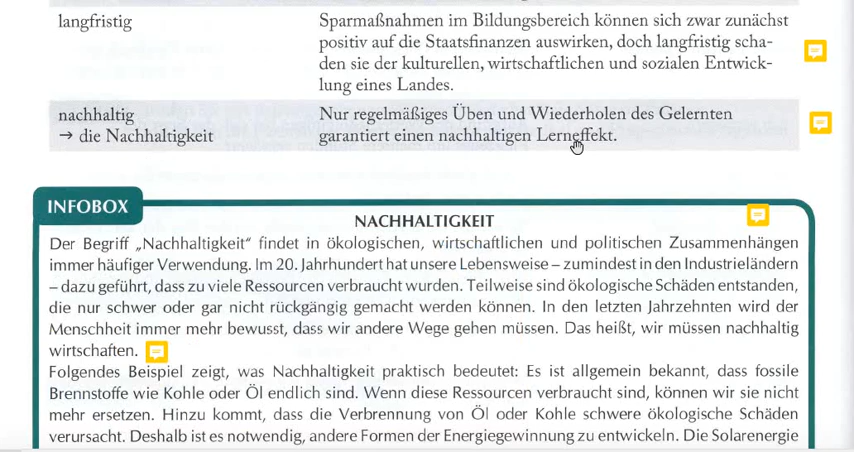 langfristig
Sparmaßnahmen im Bildungsbereich können sich zwar zunächst
positiv auf die Staatsfinanzen auswirken, doch langfristig scha-
den sie der kulturellen, wirtschaftlichen und sozialen Entwick-
lung eines Landes.
nachhaltig
→ die Nachhaltigkeit
Nur regelmäßiges Üben und Wiederholen des Gelernten
garantiert einen nachhaltigen Lerneffekt.
INFOBOX
NACHHALTIGKEIT
Der Begriff „Nachhaltigkeit“ findet in ökologischen, wirtschaftlichen und politischen Zusammenhängen
immer häufiger Verwendung. Im 20. Jahrhundert hat unsere Lebensweise – zumindest in den Industrieländern
– dazu geführt, dass zu viele Ressourcen verbraucht wurden. Teilweise sind ökologische Schäden entstanden,
die nur schwer oder gar nicht rückgängig gemacht werden können. In den letzten Jahrzehnten wird der
Menschheit immer mehr bewusst, dass wir andere Wege gehen müssen. Das heißt, wir müssen nachhaltig
wirtschaften.
Folgendes Beispiel zeigt, was Nachhaltigkeit praktisch bedeutet: Es ist allgemein bekannt, dass fossile
Brennstoffe wie Kohle oder Öl endlich sind. Wenn diese Ressourcen verbraucht sind, können wir sie nicht
mehr ersetzen. Hinzu kommt, dass die Verbrennung von Öl oder Kohle schwere ökologische Schäden
verursacht. Deshalb ist es notwendig, andere Formen der Energiegewinnung zu entwickeln. Die Solarenergie